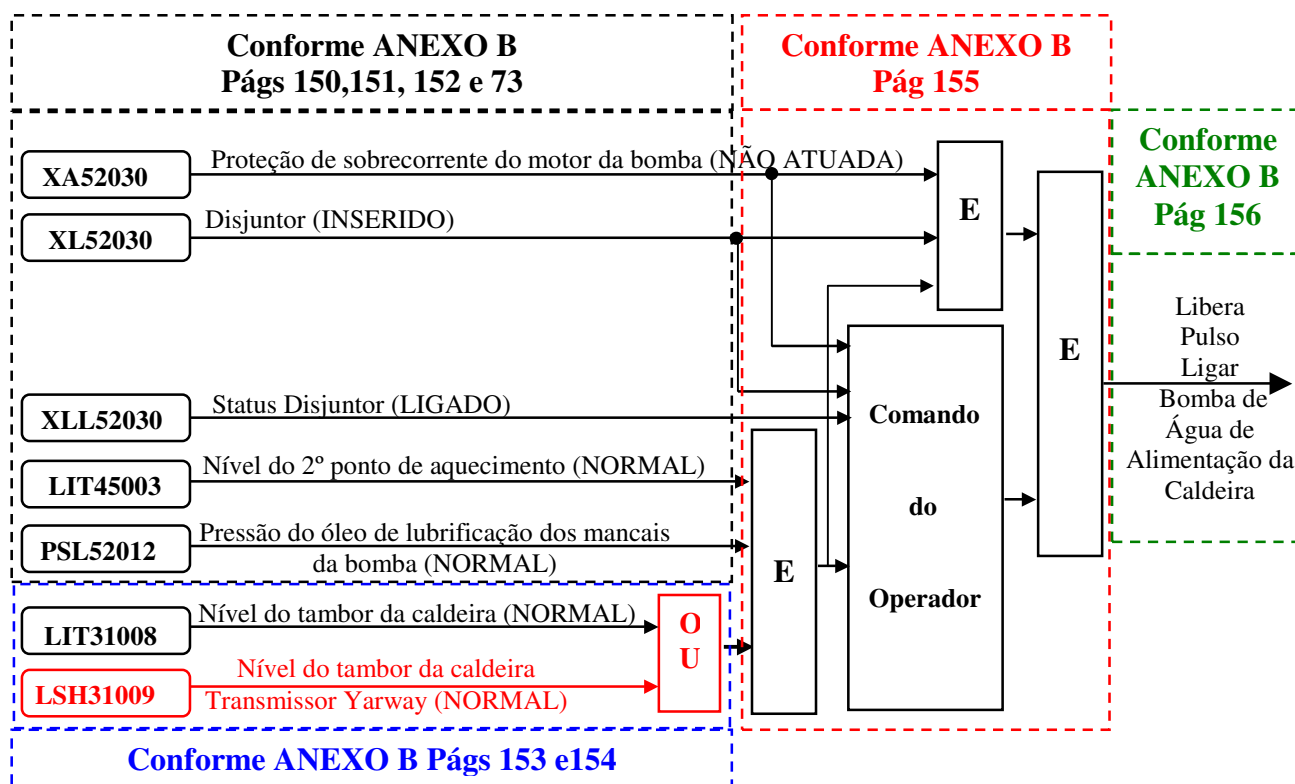 Conforme ANEXO B
Págs 150,151, 152 e 73
Conforme ANEXO B
Pág 155
Conforme
ANEXO B
Pág 156
XA52030
Proteção de sobrecorrente do motor da bomba (NÃO ATUADA)
XL52030
Disjuntor (INSERIDO)
E
XLL52030
Status Disjuntor (LIGADO)
LIT45003
Nível do 2º ponto de aquecimento (NORMAL)
PSL52012
Pressão do óleo de lubrificação dos mancais
da bomba (NORMAL)
LIT31008
Nível do tambor da caldeira (NORMAL)
LSH31009
Nível do tambor da caldeira
Transmissor Yarway (NORMAL)
O
U
E
Comando
do
Operador
E
Libera
Pulso
Ligar
Bomba de
Água de
Alimentação da
Caldeira
Conforme ANEXO B Págs 153 e154